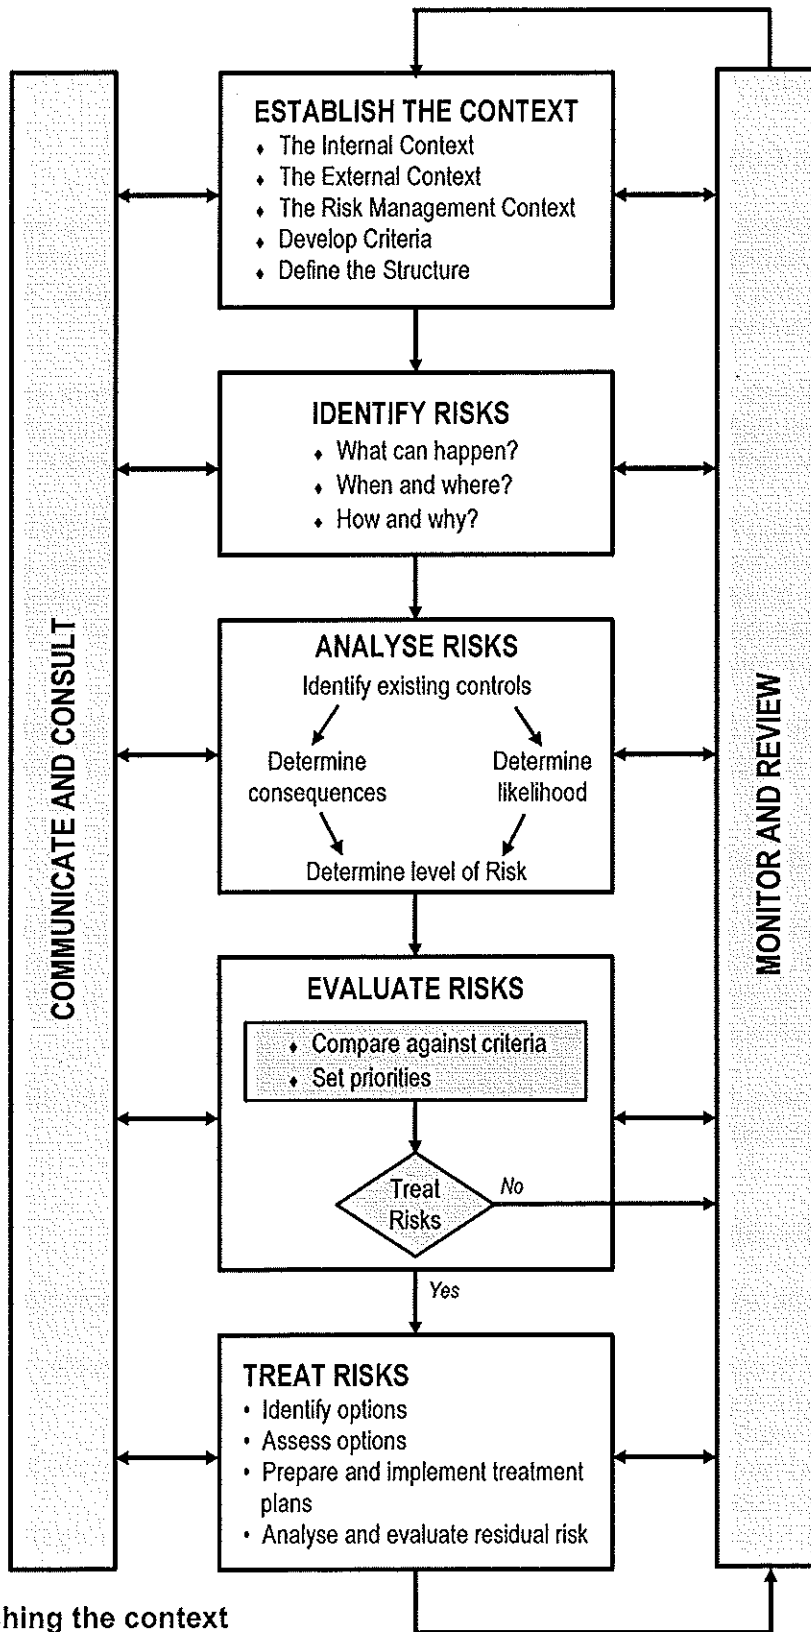 COMMUNICATE AND CONSULT
ESTABLISH THE CONTEXT
♦ The Internal Context
♦ The External Context
♦ The Risk Management Context
♦ Develop Criteria
♦ Define the Structure
IDENTIFY RISKS
♦ What can happen?
♦ When and where?
♦ How and why?
ANALYSE RISKS
Identify existing controls
Determine
consequences
Determine
likelihood
Determine level of Risk
EVALUATE RISKS
♦ Compare against criteria
♦ Set priorities
Treat
Risks
No
Yes
TREAT RISKS
• Identify options
• Assess options
• Prepare and implement treatment
plans
• Analyse and evaluate residual risk
MONITOR AND REVIEW
hing the context